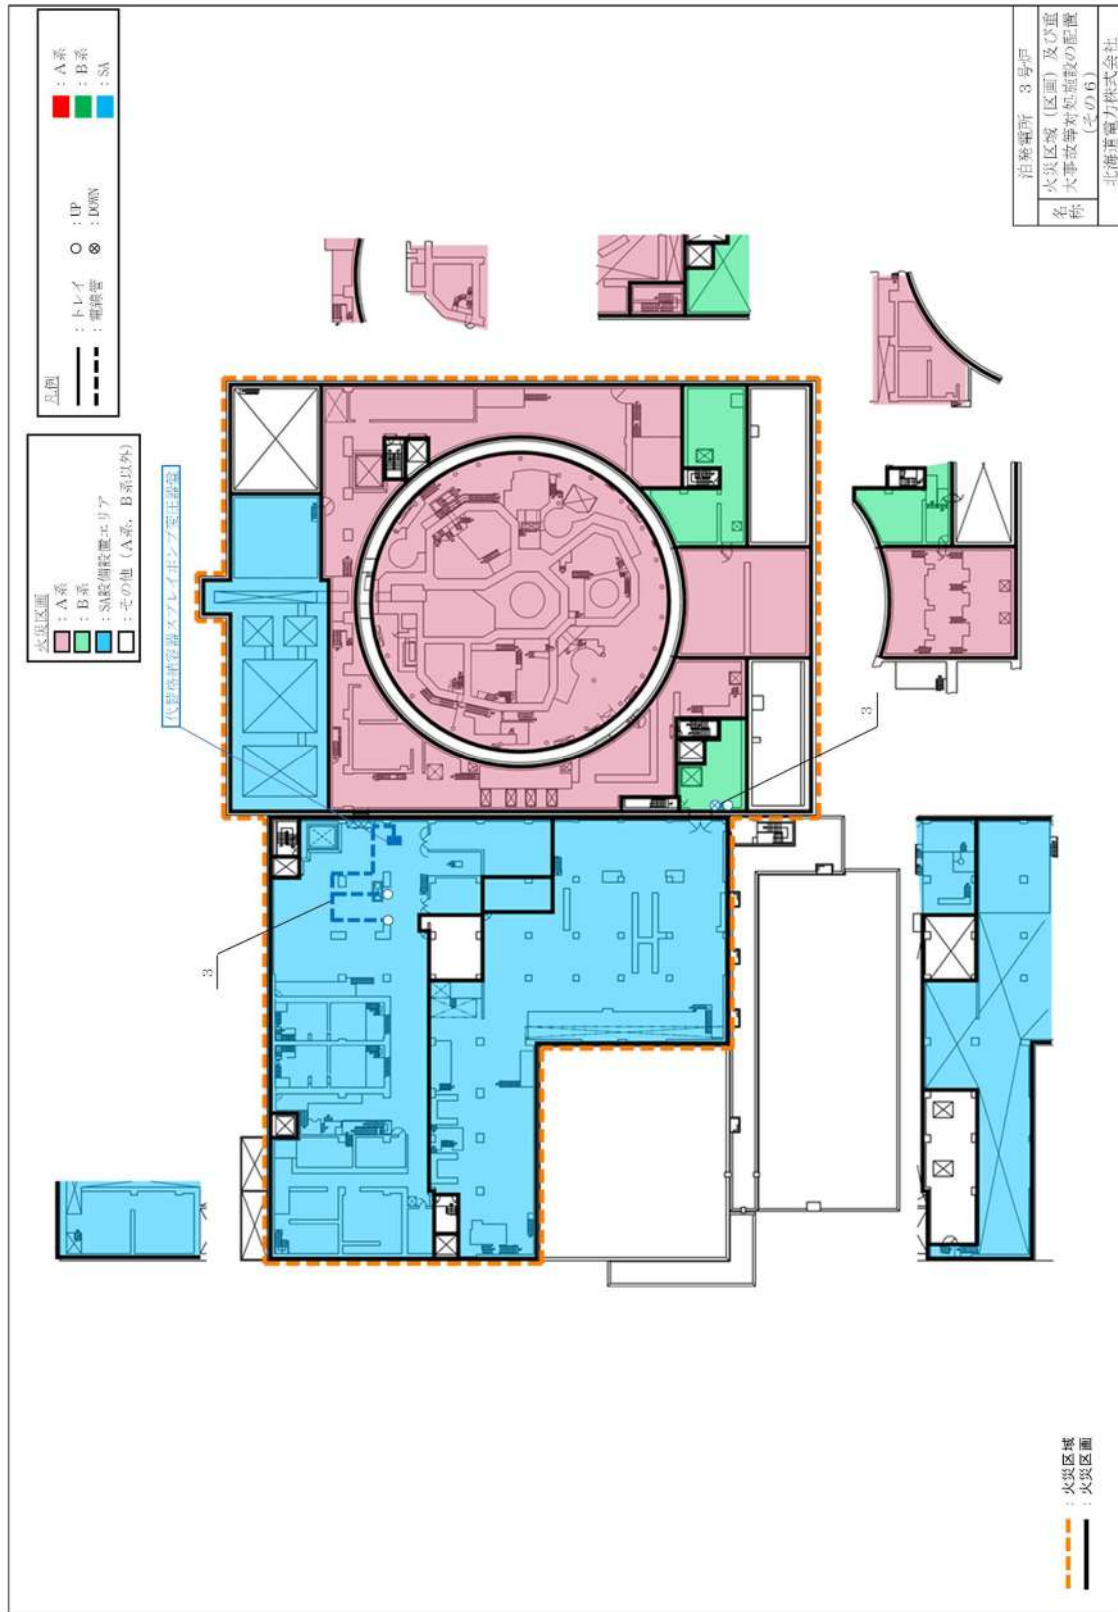 凡例
：トレイ ○：UP
：電線管 ⊗：DOWN
：A系
：B系
：SA
火災区画
：A系
：B系
：SA設備設置エリア
：その他（A系、B系以外）
代替格納容器スプレイポンプ変圧器盤
3
3
：火災区域
：火災区画
泊発電所 3号炉
名称
火災区域（区画）及び重
大事故等対処施設の配置
（その6）
北海道電力株式会社